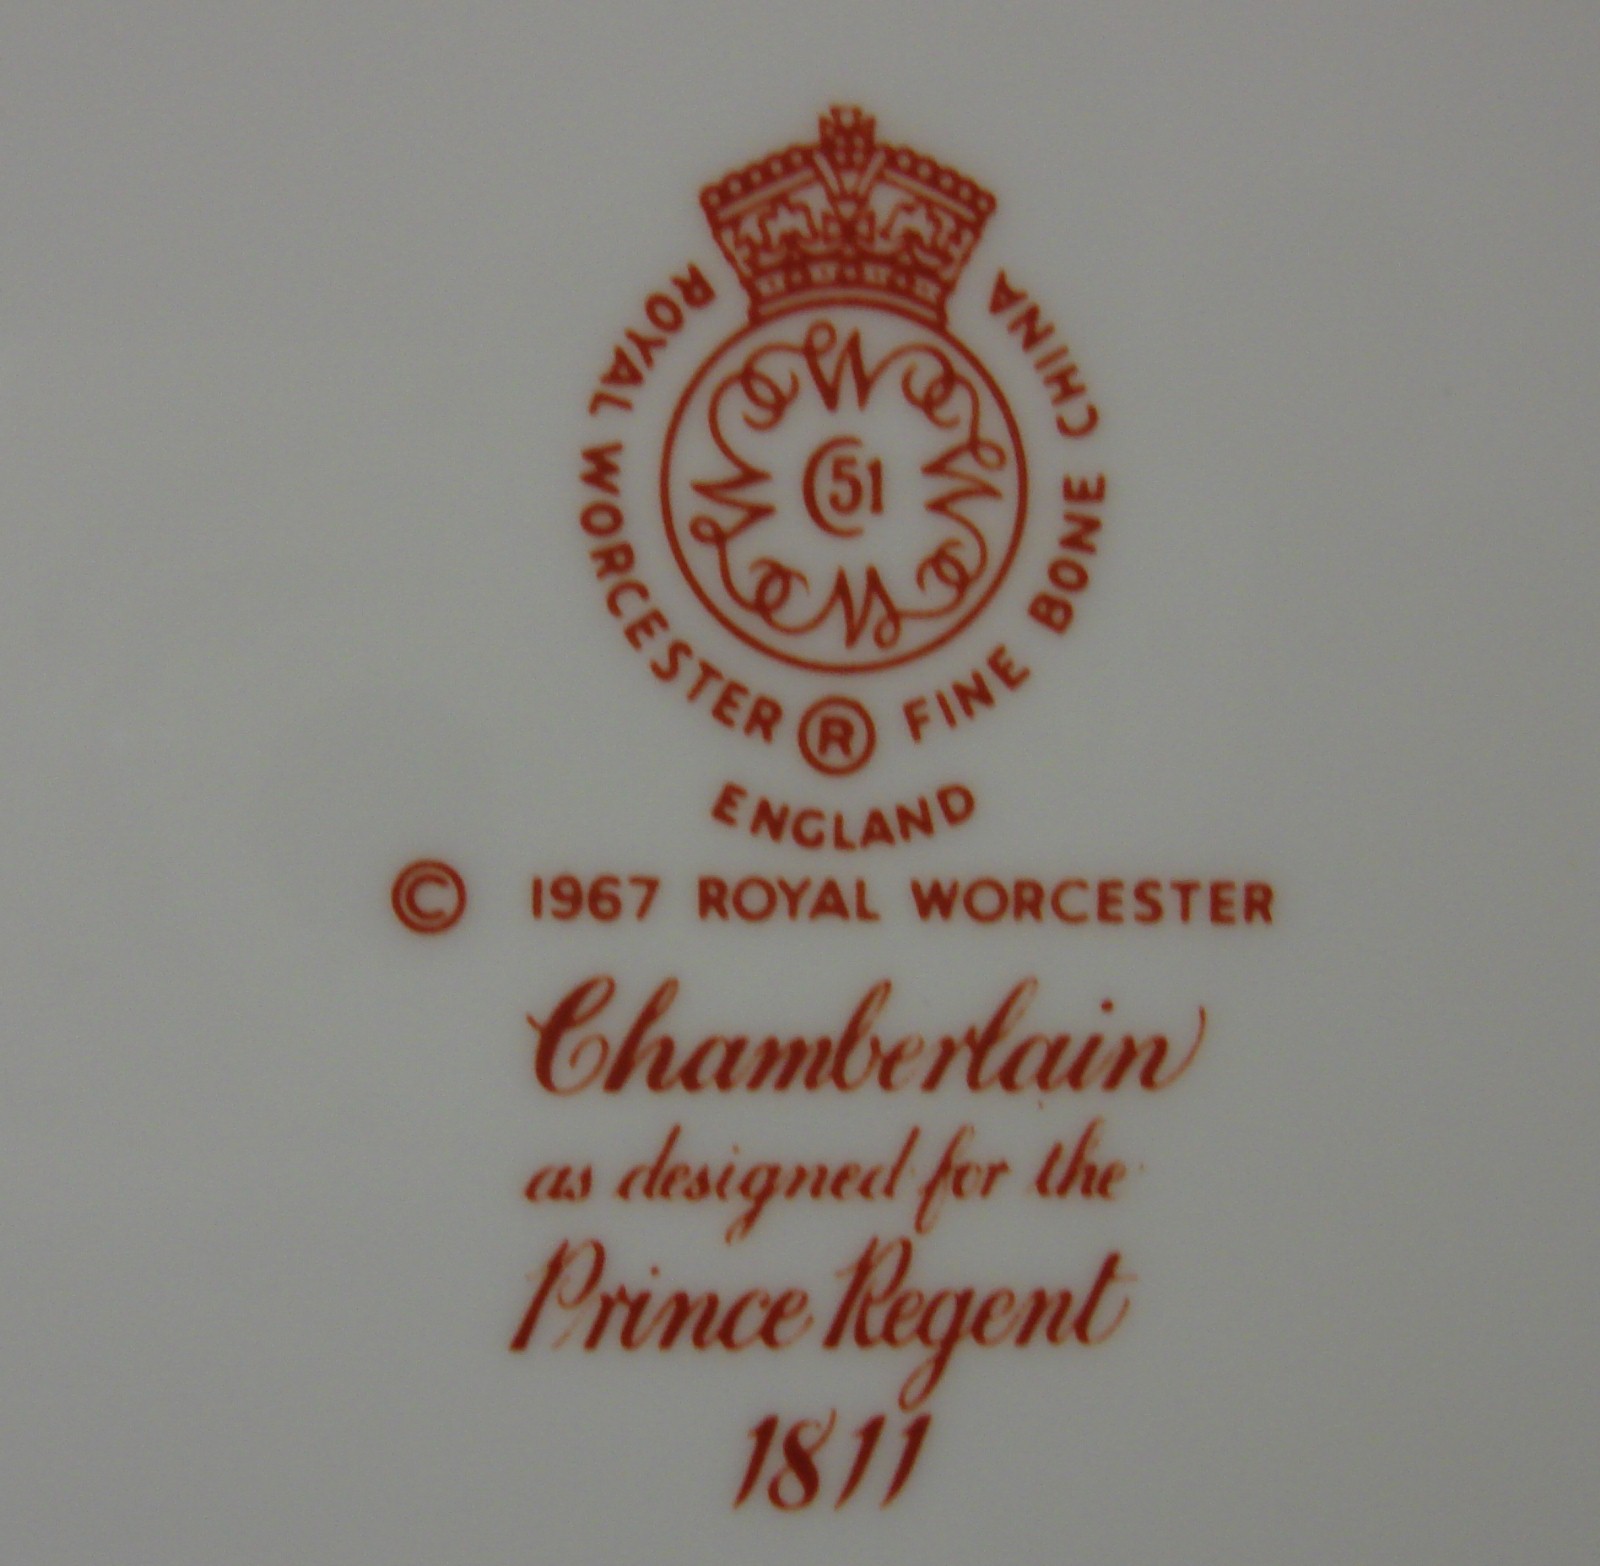 ROYAL WORCESTER ® FINE BONE CHINA
W W W W
51
ENGLAND
© 1967 ROYAL WORCESTER
Chamberlain
as designed for the
Prince Regent
1811